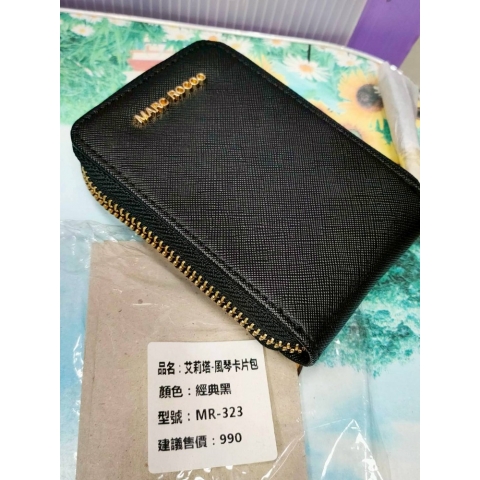 MARC ROCCO
品名：艾莉塔-風琴卡片包
顏色：經典黑
型號：MR-323
建議售價：990